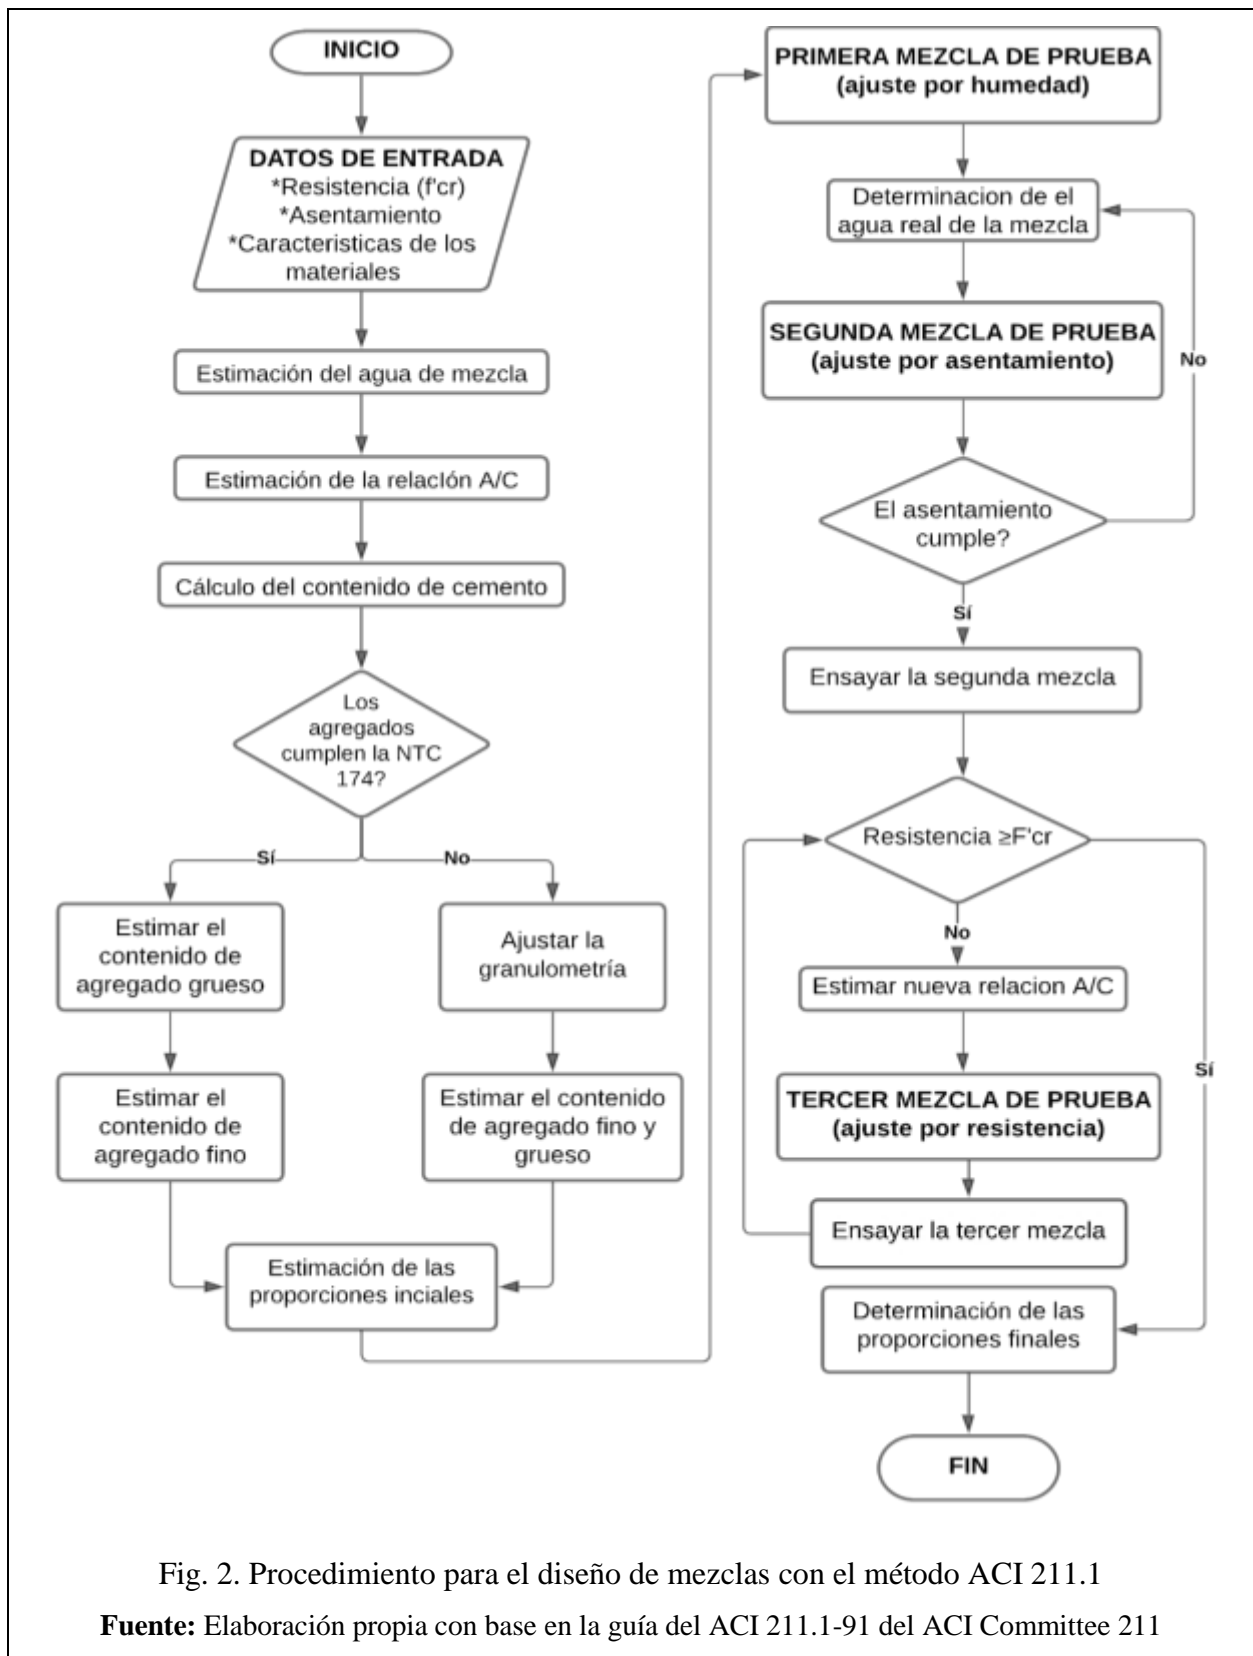 INICIO
DATOS DE ENTRADA
*Resistencia (f'cr)
*Asentamiento
*Caracteristicas de los
materiales
Estimación del agua de mezcla
Estimación de la relacIón A/C
Cálculo del contenido de cemento
Los
agregados
cumplen la NTC
174?
Sí
No
Estimar el
contenido de
agregado grueso
Ajustar la
granulometría
Estimar el
contenido de
agregado fino
Estimar el contenido
de agregado fino y
grueso
Estimación de las
proporciones inciales
PRIMERA MEZCLA DE PRUEBA
(ajuste por humedad)
Determinacion de el
agua real de la mezcla
SEGUNDA MEZCLA DE PRUEBA
(ajuste por asentamiento)
No
El asentamiento
cumple?
Sí
Ensayar la segunda mezcla
Resistencia ≥F'cr
No
Estimar nueva relacion A/C
Sí
TERCER MEZCLA DE PRUEBA
(ajuste por resistencia)
Ensayar la tercer mezcla
Determinación de las
proporciones finales
FIN
Fig. 2. Procedimiento para el diseño de mezclas con el método ACI 211.1
Fuente: Elaboración propia con base en la guía del ACI 211.1-91 del ACI Committee 211